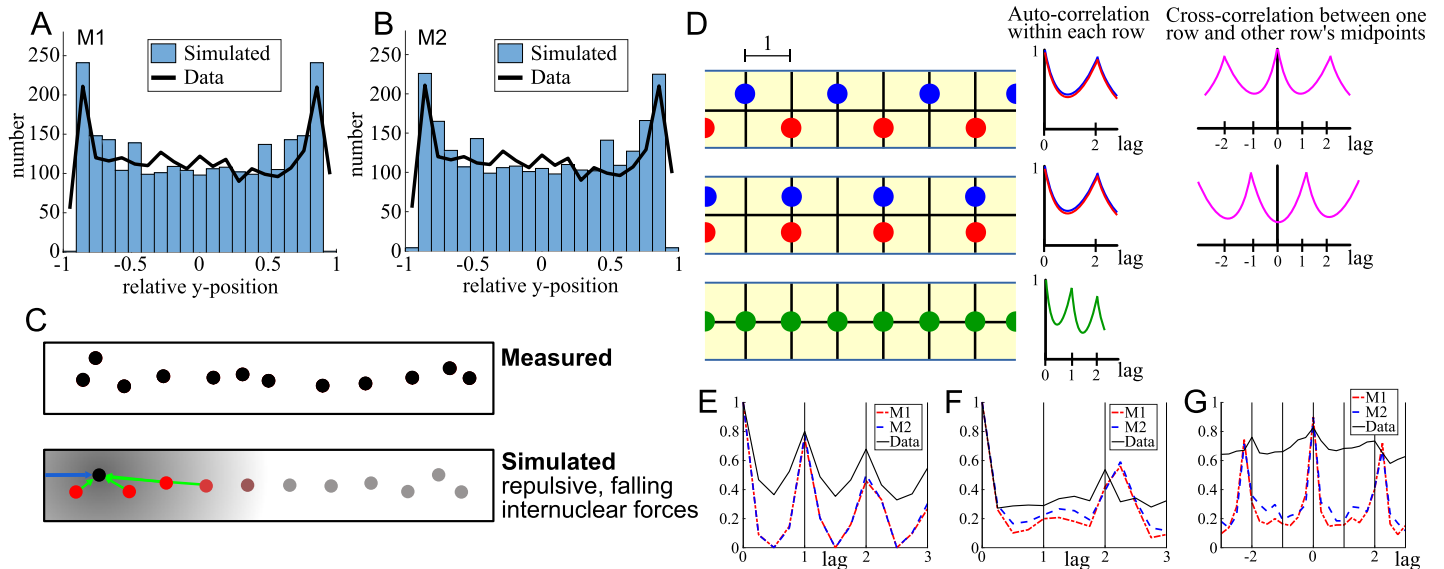 A
M1
Simulated
Data
250
200
150
100
50
0
number
-1
-0.5
0
0.5
1
relative y-position
B
M2
Simulated
Data
250
200
150
100
50
0
number
-1
-0.5
0
0.5
1
relative y-position
C
Measured
Simulated
repulsive, falling
internuclear forces
D
1
Auto-correlation
within each row
Cross-correlation between one
row and other row's midpoints
1
0
2
lag
-2
-1
0
1
2
lag
1
0
2
lag
-2
-1
0
1
2
lag
1
0
1
2
lag
E
M1
M2
Data
1
0.8
0.6
0.4
0.2
0
0
1
2
3
lag
F
M1
M2
Data
1
0.8
0.6
0.4
0.2
0
0
1
2
3
lag
G
M1
M2
Data
1
0.8
0.6
0.4
0.2
0
-2
0
2
lag